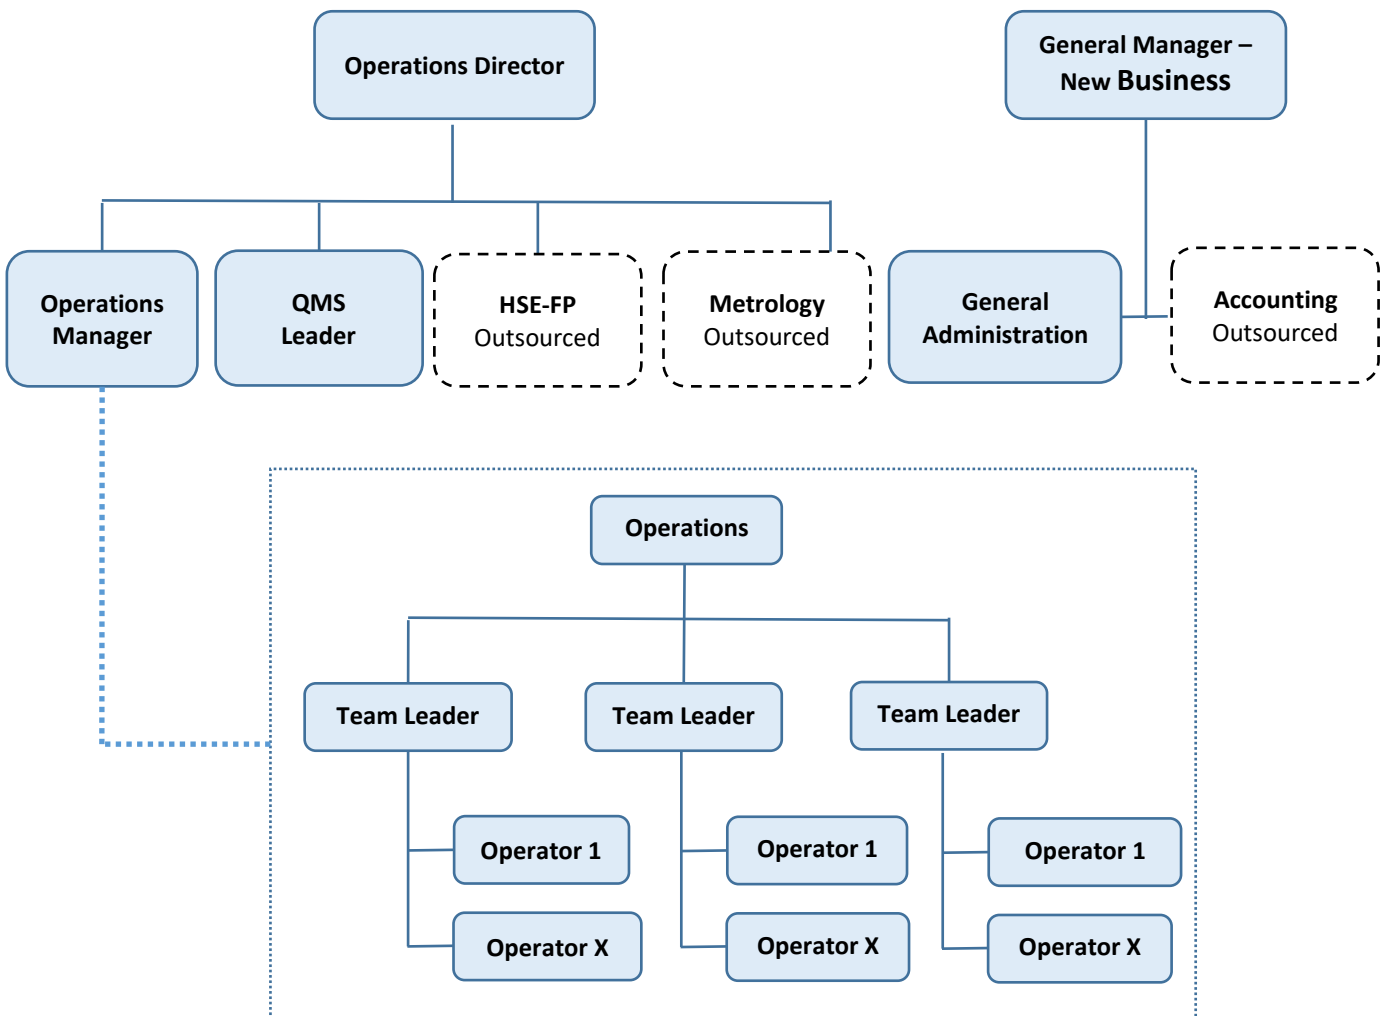 Operations Director
General Manager –
New Business
Operations
Manager
QMS
Leader
HSE-FP
Outsourced
Metrology
Outsourced
General
Administration
Accounting
Outsourced
Operations
Team Leader
Team Leader
Team Leader
Operator 1
Operator 1
Operator 1
Operator X
Operator X
Operator X